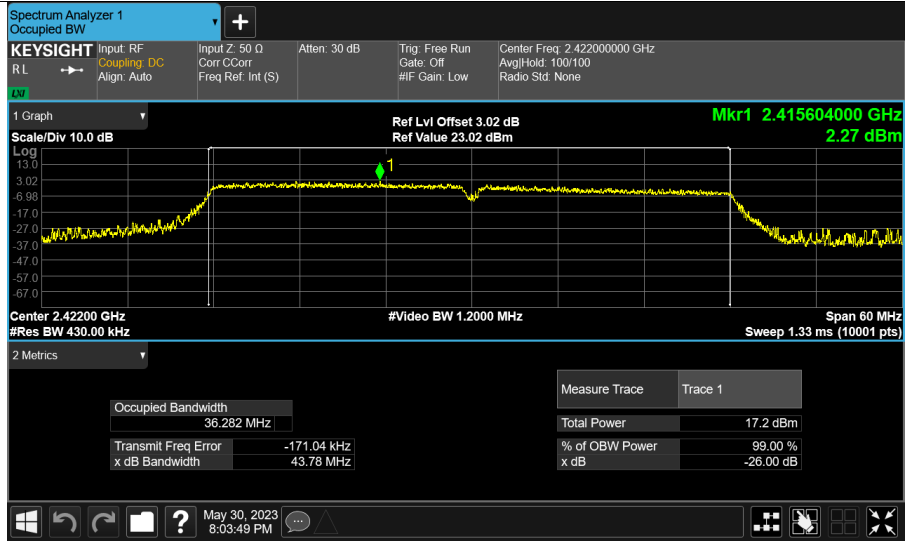 Spectrum Analyzer 1
Occupied BW
+
KEYSIGHT Input: RF Input Z: 50 Ω Atten: 30 dB Trig: Free Run Center Freq: 2.422000000 GHz
RL Coupling: DC Corr CCorr Gate: Off Avg|Hold: 100/100
Align: Auto Freq Ref: Int (S) #IF Gain: Low Radio Std: None
LXI
1 Graph Ref Lvl Offset 3.02 dB Mkr1 2.415604000 GHz
Scale/Div 10.0 dB Ref Value 23.02 dBm 2.27 dBm
Log
1
13.0
3.02
-6.98
-17.0
-27.0
-37.0
-47.0
-57.0
-67.0
Center 2.42200 GHz #Video BW 1.2000 MHz Span 60 MHz
#Res BW 430.00 kHz Sweep 1.33 ms (10001 pts)
2 Metrics
Measure Trace Trace 1
Occupied Bandwidth
36.282 MHz Total Power 17.2 dBm
Transmit Freq Error -171.04 kHz % of OBW Power 99.00 %
x dB Bandwidth 43.78 MHz x dB -26.00 dB
? May 30, 2023
8:03:49 PM